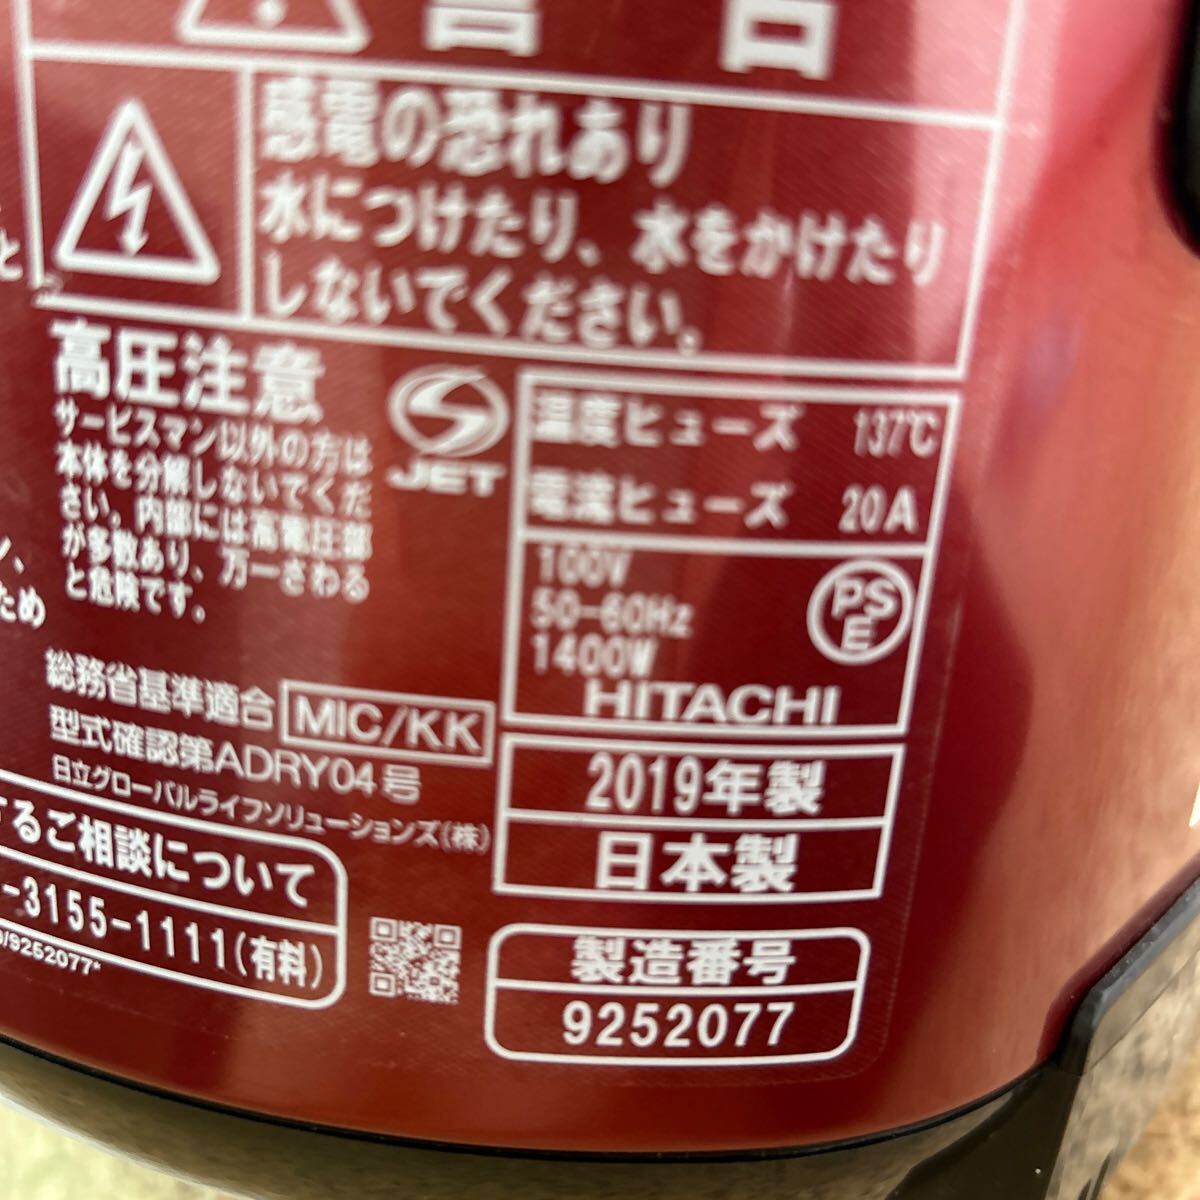 警 告
感電の恐れあり
水につけたり、水をかけたり
しないでください。
と
高圧注意
サービスマン以外の方は
本体を分解しないでくだ
さい。内部には高電圧部
が多数あり、万一さわる
と危険です。
ため
JET
温度ヒューズ 137℃
電流ヒューズ 20A
100V
50-60Hz
1400W
PSE
HITACHI
総務省基準適合 MIC/KK
型式確認第ADRY04号
日立グローバルライフソリューションズ(株)
2019年製
日本製
するご相談について
-3155-1111(有料)
/9252077*
製造番号
9252077